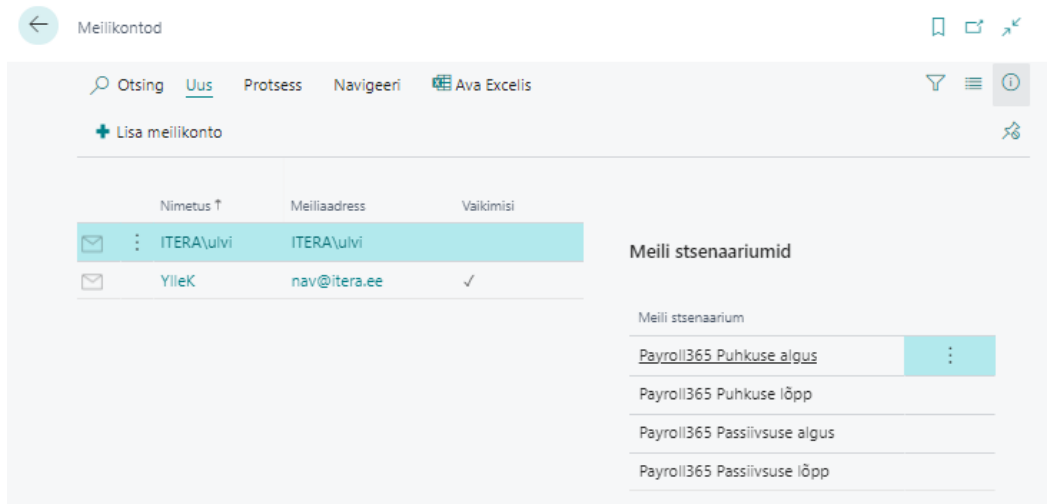 Meilikontod
Otsing Uus Protsess Navigeeri Ava Excelis
Lisa meilikonto
Nimetus ↑ Meiliaadress Vaikimisi
ITERA\ulvi ITERA\ulvi
YlleK nav@itera.ee ✓
Meili stsenaariumid
Meili stsenaarium
Payroll365 Puhkuse algus
Payroll365 Puhkuse lõpp
Payroll365 Passiivsuse algus
Payroll365 Passiivsuse lõpp